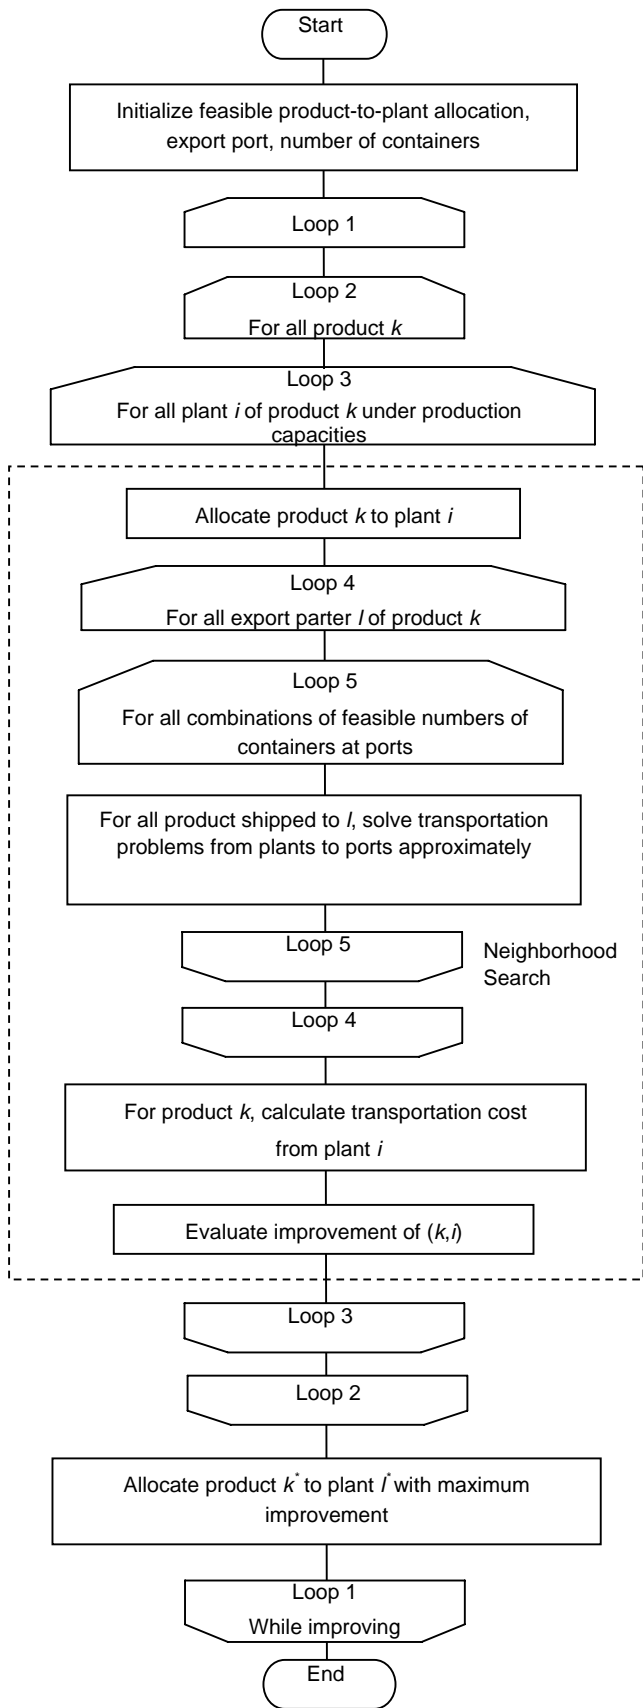 Start
Initialize feasible product-to-plant allocation,
export port, number of containers
Loop 1
Loop 2
For all product k
Loop 3
For all plant i of product k under production
capacities
Allocate product k to plant i
Loop 4
For all export parter l of product k
Loop 5
For all combinations of feasible numbers of
containers at ports
For all product shipped to l, solve transportation
problems from plants to ports approximately
Loop 5
Neighborhood
Search
Loop 4
For product k, calculate transportation cost
from plant i
Evaluate improvement of (k,i)
Loop 3
Loop 2
Allocate product k* to plant I* with maximum
improvement
Loop 1
While improving
End